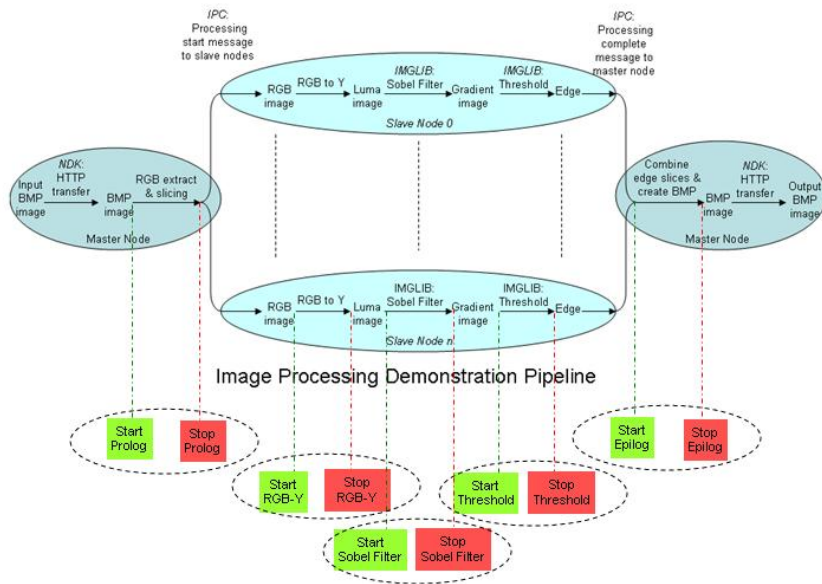 IPC:
Processing
start message
to slave nodes
IPC:
Processing
complete
message to
master node
RGB
image
RGB to Y
Luma
image
IMGLIB:
Sobel Filter
Gradient
image
IMGLIB:
Threshold
Edge
Slave Node 0
Input
BMP
image
NDK:
HTTP
transfer
BMP
image
RGB extract
& slicing
Master Node
Combine
edge slices &
create BMP
BMP
image
NDK:
HTTP
transfer
Output
BMP
image
Master Node
RGB
image
RGB to Y
Luma
image
IMGLIB:
Sobel Filter
Gradient
image
IMGLIB:
Threshold
Edge
Slave Node n
Image Processing Demonstration Pipeline
Start
Prolog
Stop
Prolog
Start
RGB-Y
Stop
RGB-Y
Start
Sobel Filter
Stop
Sobel Filter
Start
Threshold
Stop
Threshold
Start
Epilog
Stop
Epilog